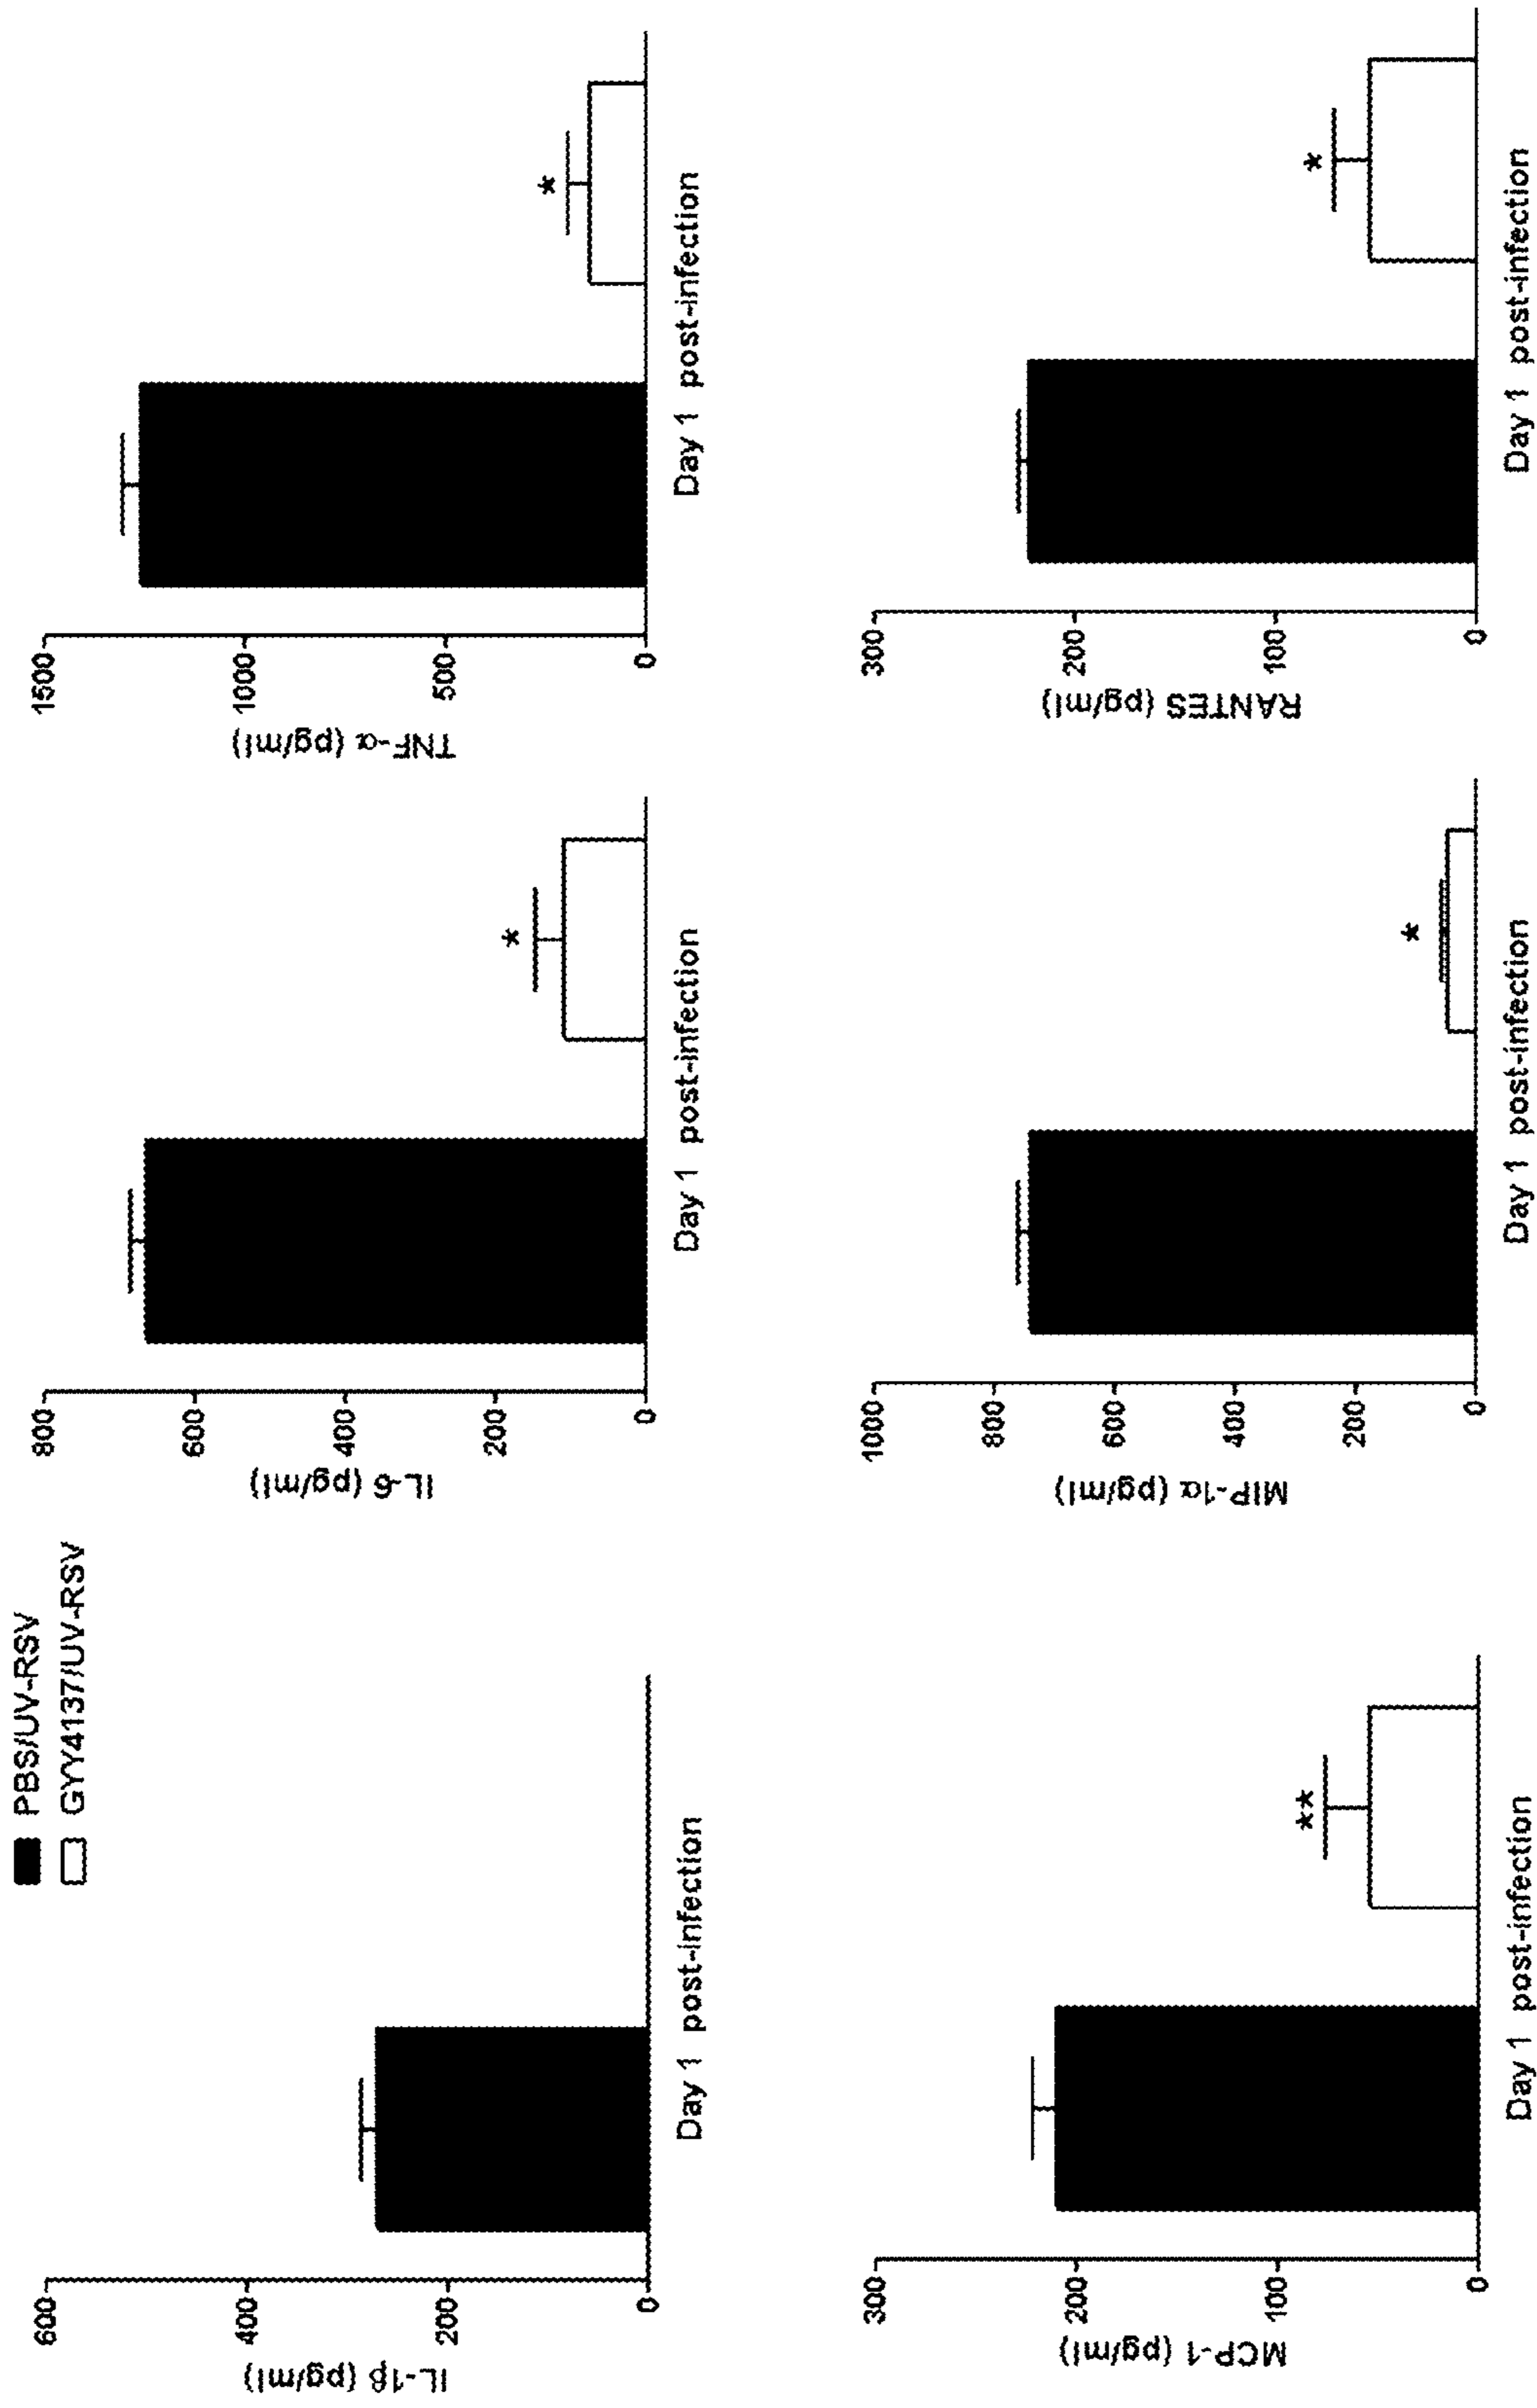 PBS/UV-RSV
GYY4137/UV-RSV
IL-1β (pg/ml)
600
400
200
0
Day 1 post-infection
IL-6 (pg/ml)
800
600
400
200
0
*
Day 1 post-infection
TNF-α (pg/ml)
1500
1000
500
0
*
Day 1 post-infection
MCP-1 (pg/ml)
300
200
100
0
**
Day 1 post-infection
MIP-1α (pg/ml)
1000
800
600
400
200
0
*
Day 1 post-infection
RANTES (pg/ml)
300
200
100
0
*
Day 1 post-infection